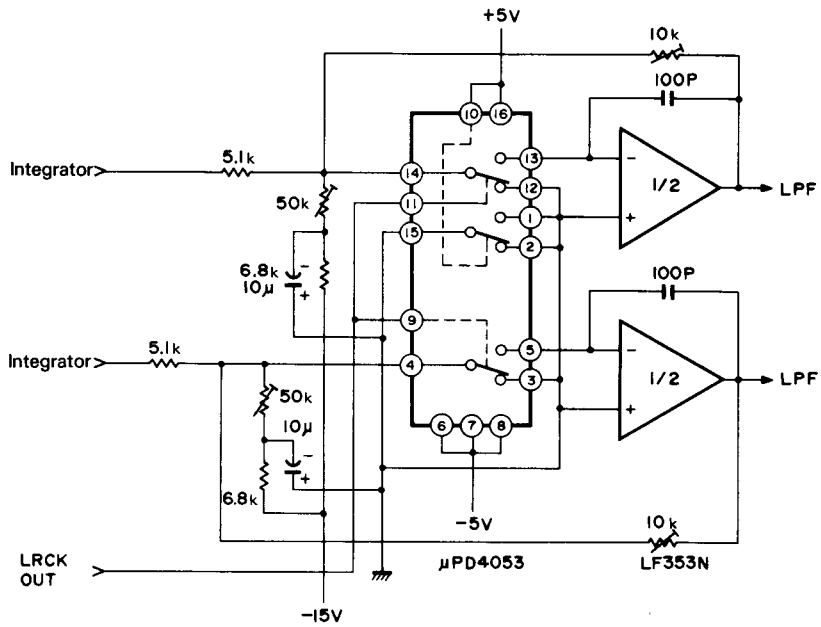 +5V
10k
100P
10
16
5.1k
Integrator
14
13
−
1/2
LPF
12
50k
11
1
+
15
2
6.8k
10μ
−
+
100P
9
5
−
Integrator
5.1k
4
3
1/2
LPF
50k
10μ
+
6
7
8
−
6.8k
+
−5V
10k
LRCK
OUT
μPD4053
LF353N
−15V